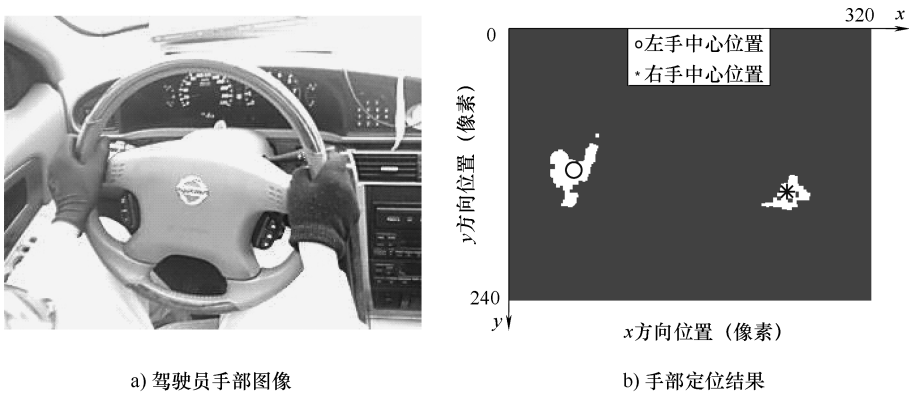 320
x
0
○左手中心位置
*右手中心位置
y方向位置（像素）
240
y
x方向位置（像素）
a) 驾驶员手部图像
b) 手部定位结果